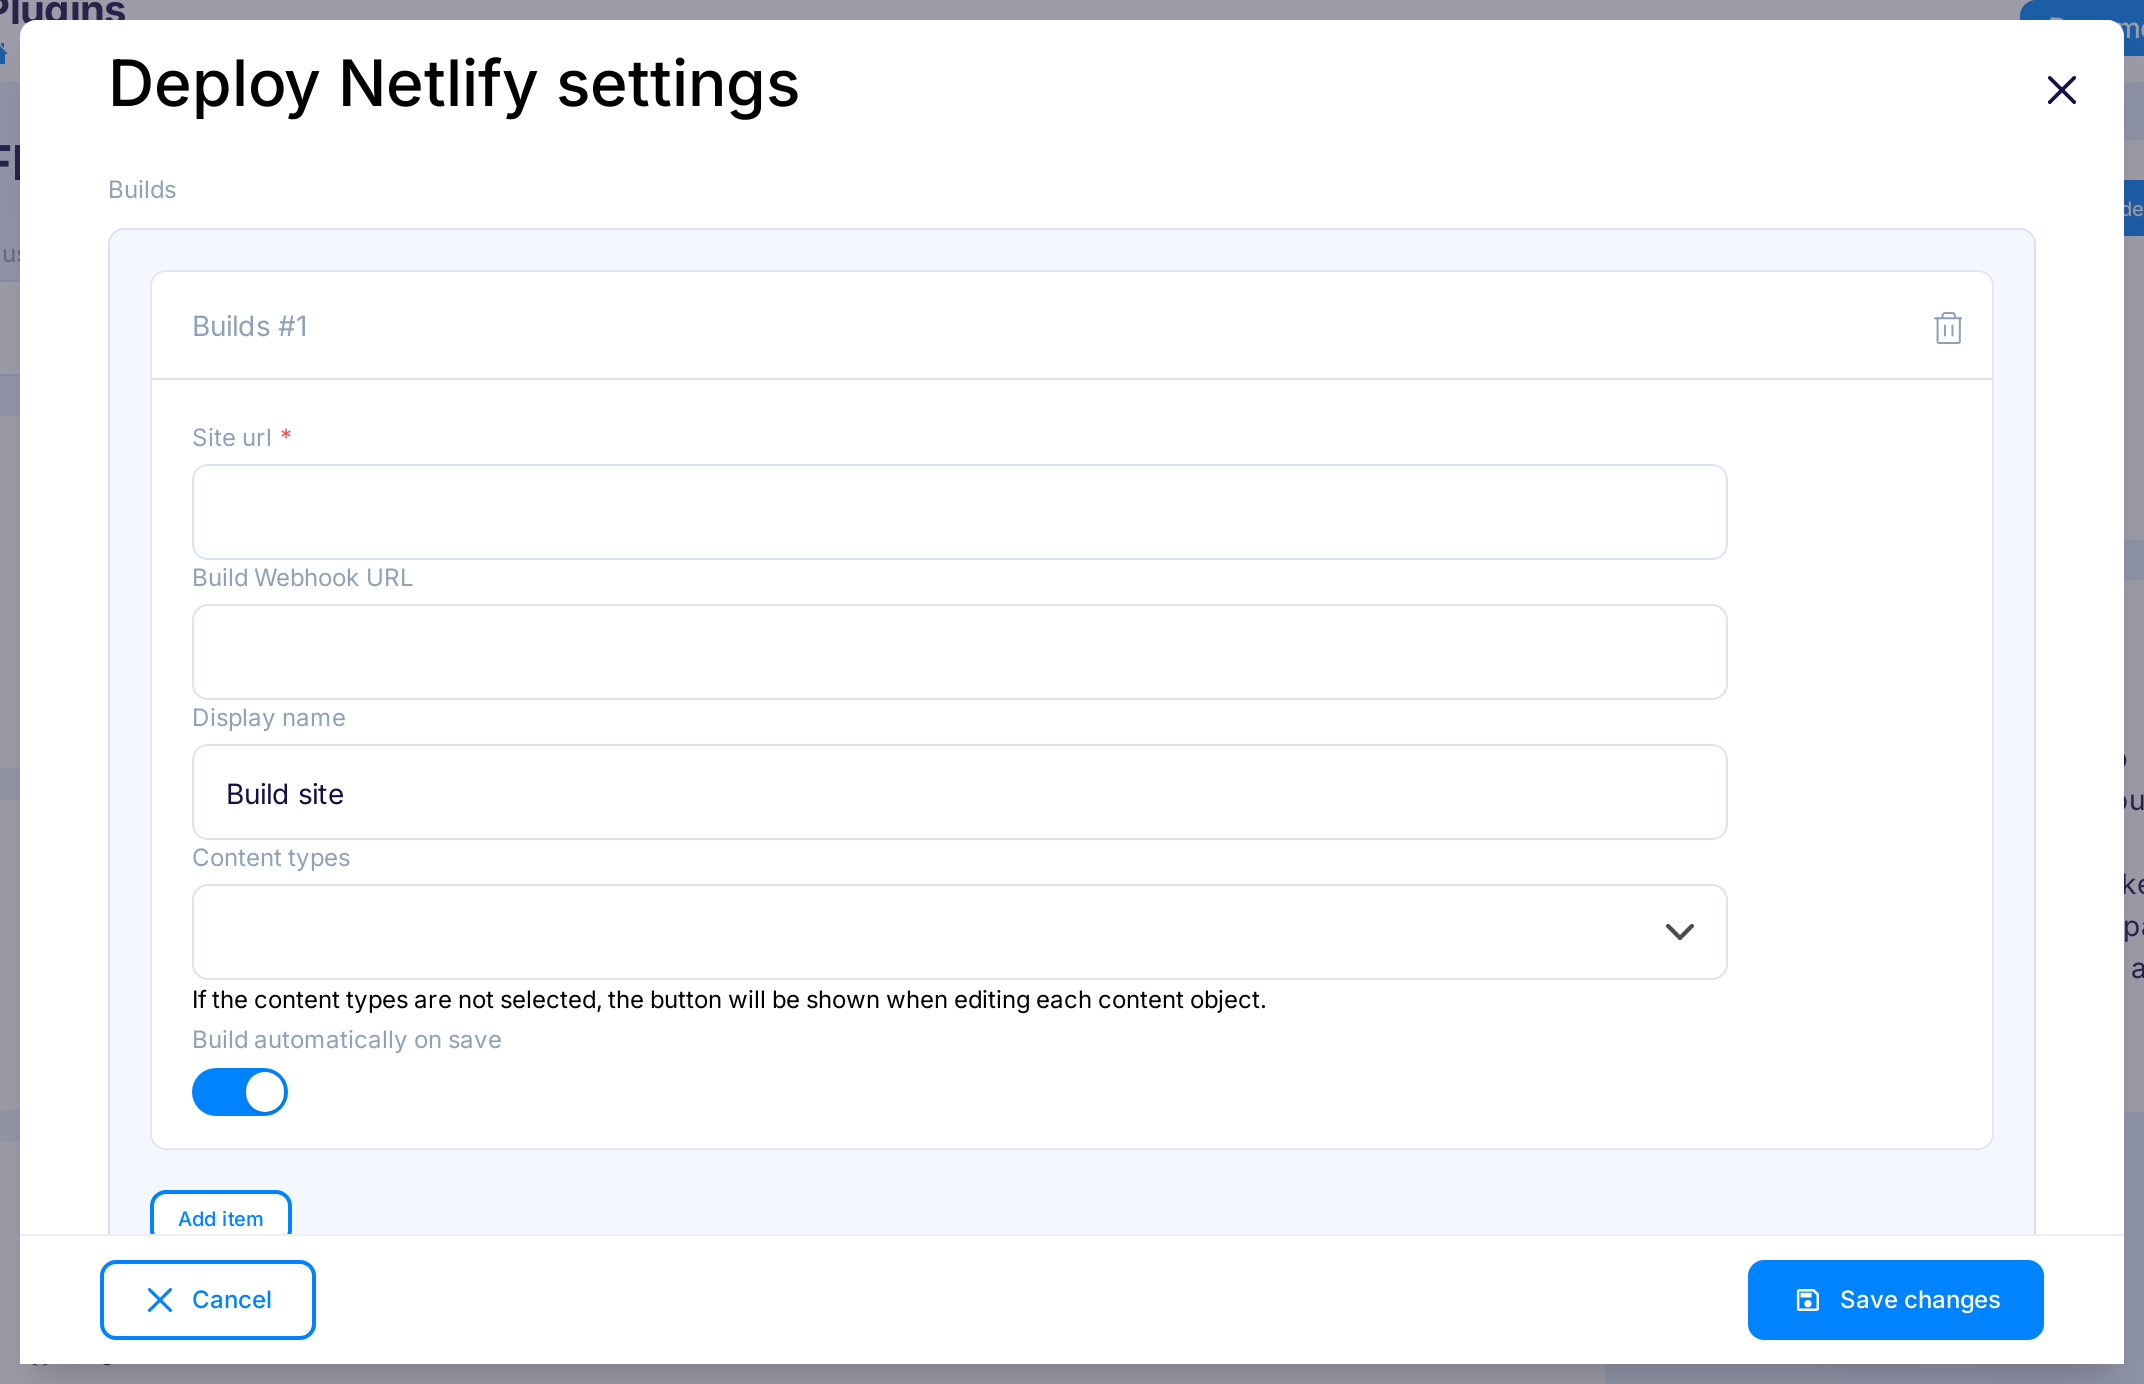 Plugins
Deploy Netlify settings
Builds
Builds #1
Site url *
Build Webhook URL
Display name
Build site
Content types
If the content types are not selected, the button will be shown when editing each content object.
Build automatically on save
Add item
Cancel
Save changes